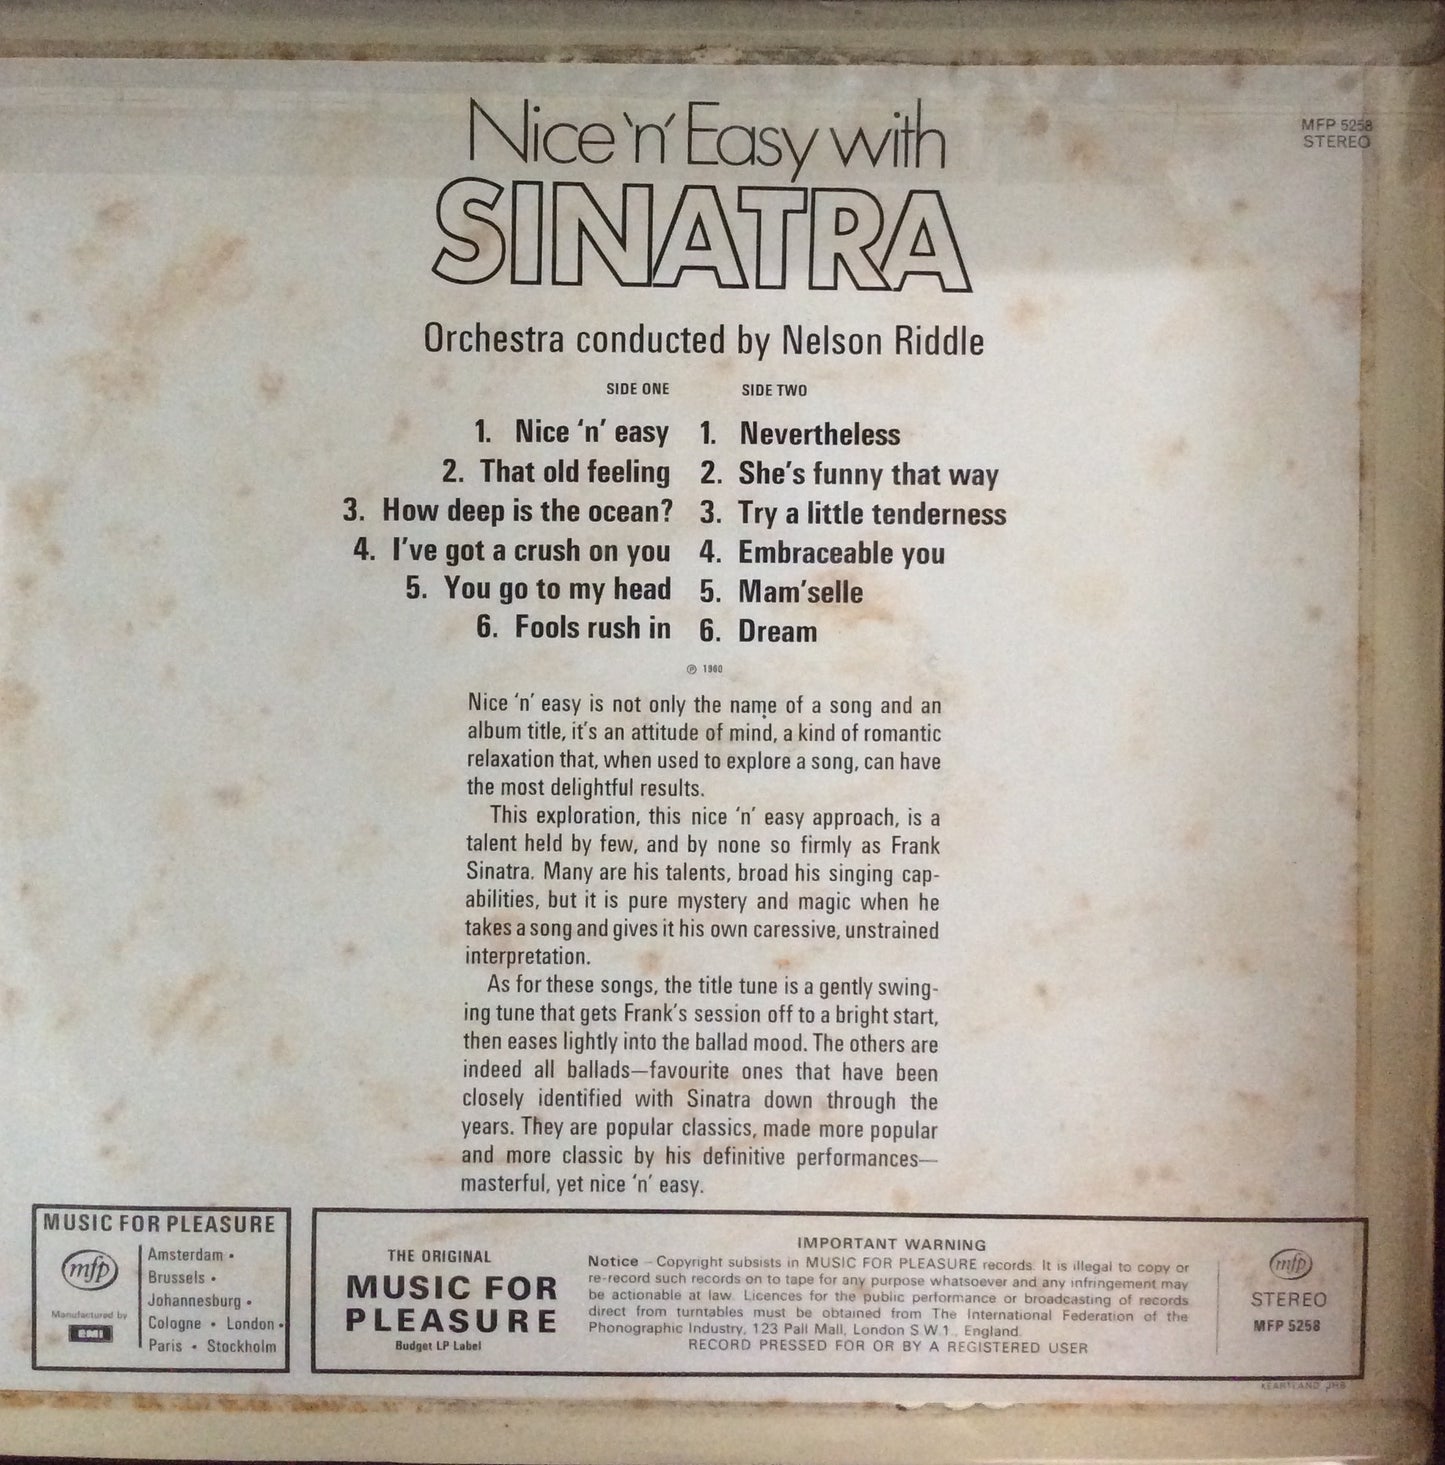 Nice 'n' Easy with
SINATRA
MFP 5258
STEREO
Orchestra conducted by Nelson Riddle
SIDE ONE
1. Nice 'n' easy
2. That old feeling
3. How deep is the ocean?
4. I've got a crush on you
5. You go to my head
6. Fools rush in
SIDE TWO
1. Nevertheless
2. She's funny that way
3. Try a little tenderness
4. Embraceable you
5. Mam'selle
6. Dream
℗ 1960
Nice 'n' easy is not only the name of a song and an
album title, it's an attitude of mind, a kind of romantic
relaxation that, when used to explore a song, can have
the most delightful results.
This exploration, this nice 'n' easy approach, is a
talent held by few, and by none so firmly as Frank
Sinatra. Many are his talents, broad his singing cap-
abilities, but it is pure mystery and magic when he
takes a song and gives it his own caressive, unstrained
interpretation.
As for these songs, the title tune is a gently swing-
ing tune that gets Frank's session off to a bright start,
then eases lightly into the ballad mood. The others are
indeed all ballads—favourite ones that have been
closely identified with Sinatra down through the
years. They are popular classics, made more popular
and more classic by his definitive performances—
masterful, yet nice 'n' easy.
MUSIC FOR PLEASURE
mfp
Manufactured by
EMI
Amsterdam •
Brussels •
Johannesburg •
Cologne • London •
Paris • Stockholm
THE ORIGINAL
MUSIC FOR
PLEASURE
Budget LP Label
IMPORTANT WARNING
Notice – Copyright subsists in MUSIC FOR PLEASURE records. It is illegal to copy or
re-record such records on to tape for any purpose whatsoever and any infringement may
be actionable at law. Licences for the public performance or broadcasting of records
direct from turntables must be obtained from The International Federation of the
Phonographic Industry, 123 Pall Mall, London S.W.1., England.
RECORD PRESSED FOR OR BY A REGISTERED USER
mfp
STEREO
MFP 5258
KEARTLAND JHB